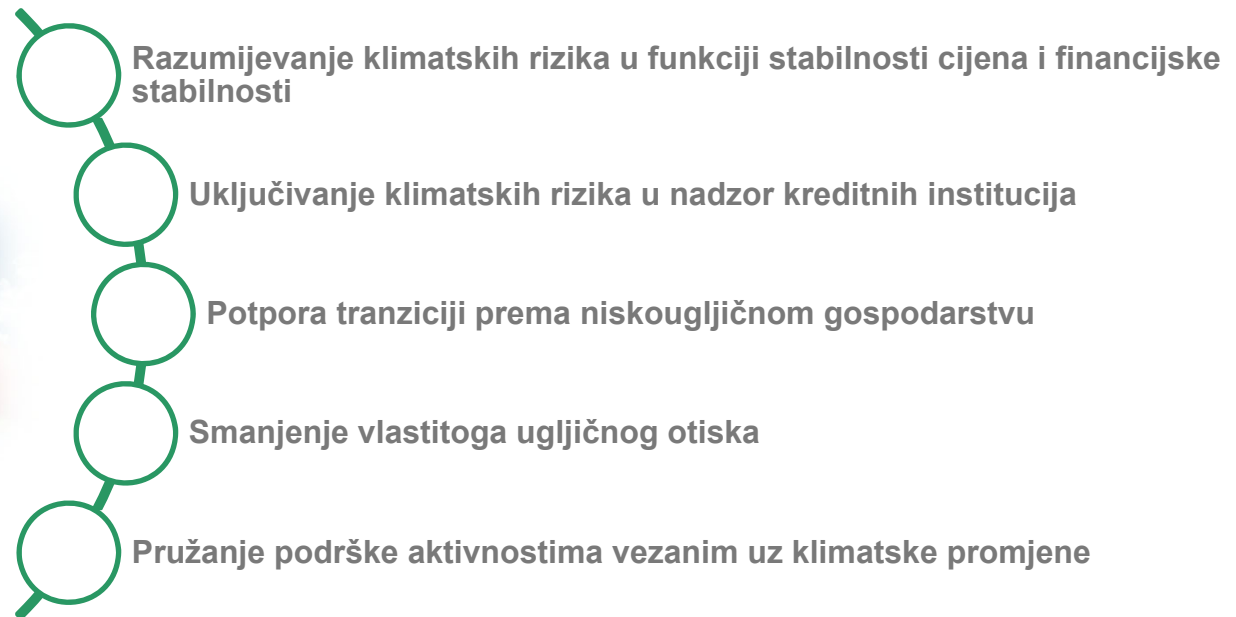 Razumijevanje klimatskih rizika u funkciji stabilnosti cijena i financijske
stabilnosti
Uključivanje klimatskih rizika u nadzor kreditnih institucija
Potpora tranziciji prema niskougljičnom gospodarstvu
Smanjenje vlastitoga ugljičnog otiska
Pružanje podrške aktivnostima vezanim uz klimatske promjene